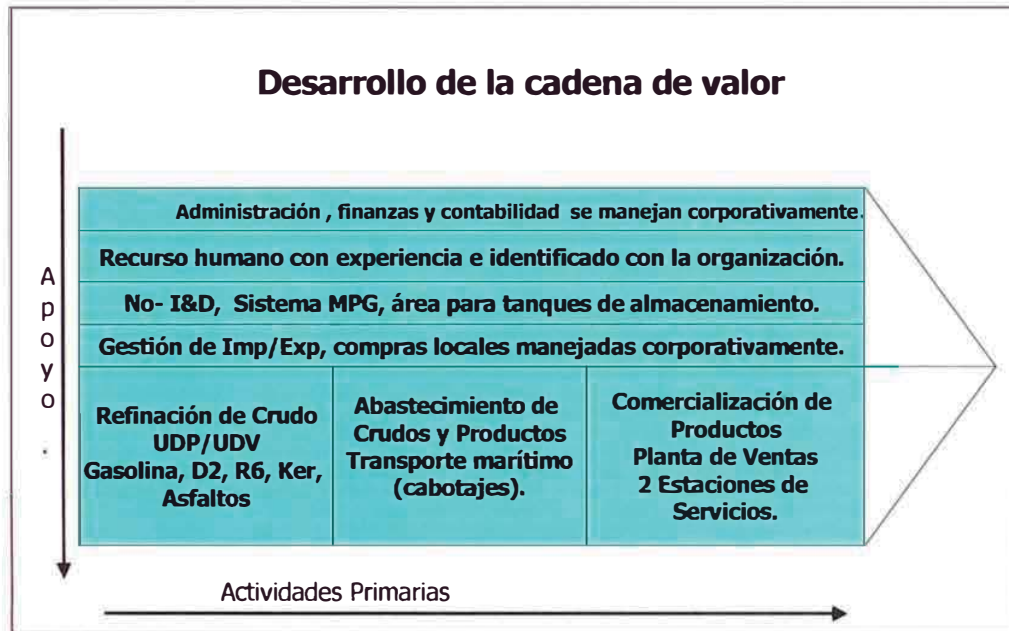 Desarrollo de la cadena de valor
Administración , finanzas y contabilidad se manejan corporativamente.
Recurso humano con experiencia e identificado con la organización.
No- I&D, Sistema MPG, área para tanques de almacenamiento.
Gestión de Imp/Exp, compras locales manejadas corporativamente.
A
p
o
y
o
.
Refinación de Crudo
UDP/UDV
Gasolina, D2, R6, Ker,
Asfaltos
Abastecimiento de
Crudos y Productos
Transporte marítimo
(cabotajes).
Comercialización de
Productos
Planta de Ventas
2 Estaciones de
Servicios.
Actividades Primarias